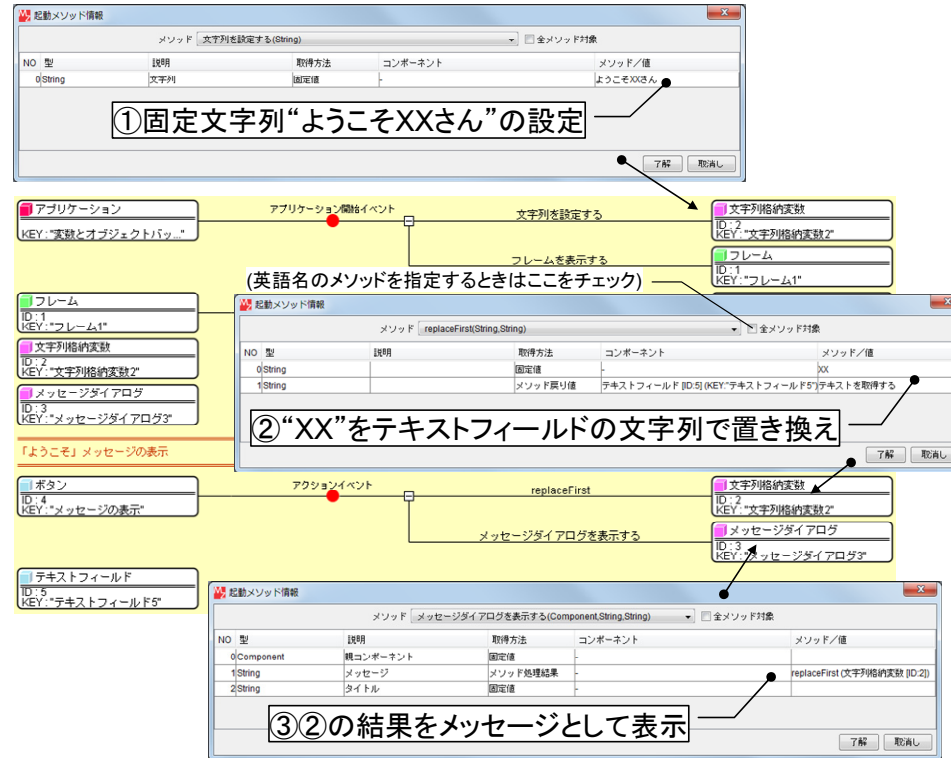 起動メソッド情報
メソッド 文字列を設定する(String) 全メソッド対象
NO 型 説明 取得方法 コンポーネント メソッド／値
0 String 文字列 固定値 - ようこそXXさん
①固定文字列“ようこそXXさん”の設定
了解 取消し
アプリケーション
KEY:"変数とオブジェクトバッ..."
アプリケーション開始イベント
文字列を設定する
文字列格納変数
ID:2
KEY:"文字列格納変数2"
フレームを表示する
フレーム
ID:1
KEY:"フレーム1"
(英語名のメソッドを指定するときはここをチェック)
フレーム
ID:1
KEY:"フレーム1"
文字列格納変数
ID:2
KEY:"文字列格納変数2"
メッセージダイアログ
ID:3
KEY:"メッセージダイアログ3"
起動メソッド情報
メソッド replaceFirst(String,String) 全メソッド対象
NO 型 説明 取得方法 コンポーネント メソッド／値
0 String 固定値 - XX
1 String メソッド戻り値 テキストフィールド [ID:5] (KEY:"テキストフィールド5") テキストを取得する
②“XX”をテキストフィールドの文字列で置き換え
了解 取消し
「ようこそ」メッセージの表示
ボタン
ID:4
KEY:"メッセージの表示"
アクションイベント
replaceFirst
文字列格納変数
ID:2
KEY:"文字列格納変数2"
メッセージダイアログを表示する
メッセージダイアログ
ID:3
KEY:"メッセージダイアログ3"
テキストフィールド
ID:5
KEY:"テキストフィールド5"
起動メソッド情報
メソッド メッセージダイアログを表示する(Component,String,String) 全メソッド対象
NO 型 説明 取得方法 コンポーネント メソッド／値
0 Component 親コンポーネント 固定値 -
1 String メッセージ メソッド処理結果 - replaceFirst (文字列格納変数 [ID:2])
2 String タイトル 固定値 -
③②の結果をメッセージとして表示
了解 取消し